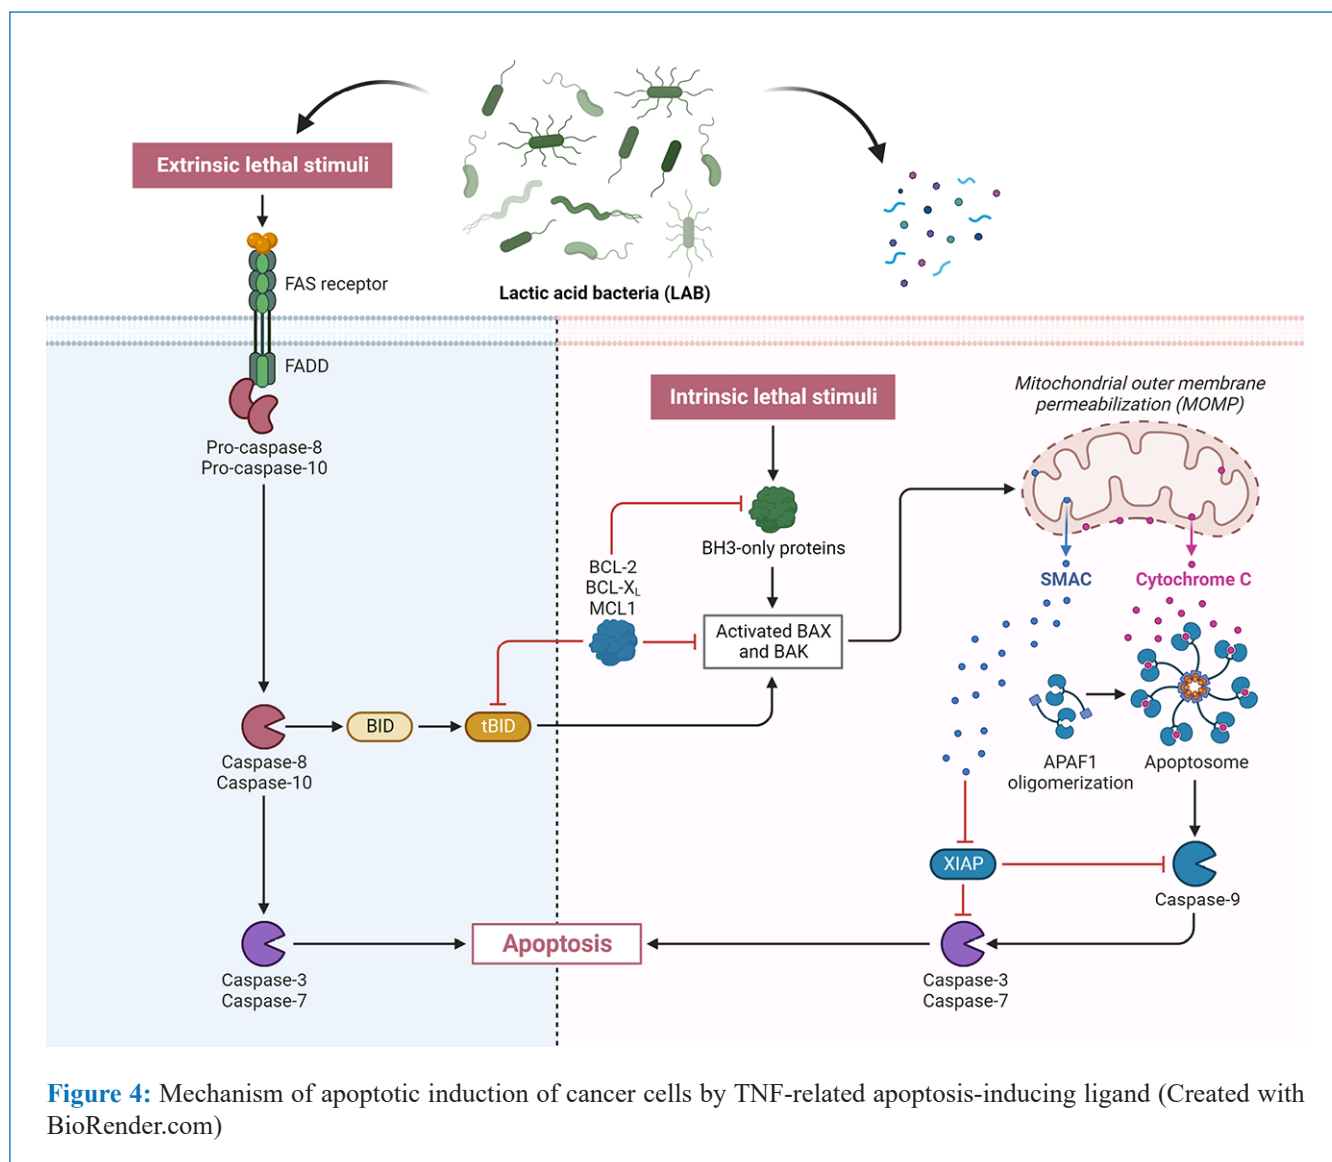 Extrinsic lethal stimuli
FAS receptor
Lactic acid bacteria (LAB)
FADD
Pro-caspase-8
Pro-caspase-10
Intrinsic lethal stimuli
Mitochondrial outer membrane
permeabilization (MOMP)
BH3-only proteins
BCL-2
BCL-XL
MCL1
SMAC
Cytochrome C
Activated BAX
and BAK
BID
tBID
Caspase-8
Caspase-10
APAF1
oligomerization
Apoptosome
XIAP
Caspase-9
Apoptosis
Caspase-3
Caspase-7
Caspase-3
Caspase-7
Figure 4: Mechanism of apoptotic induction of cancer cells by TNF-related apoptosis-inducing ligand (Created with
BioRender.com)